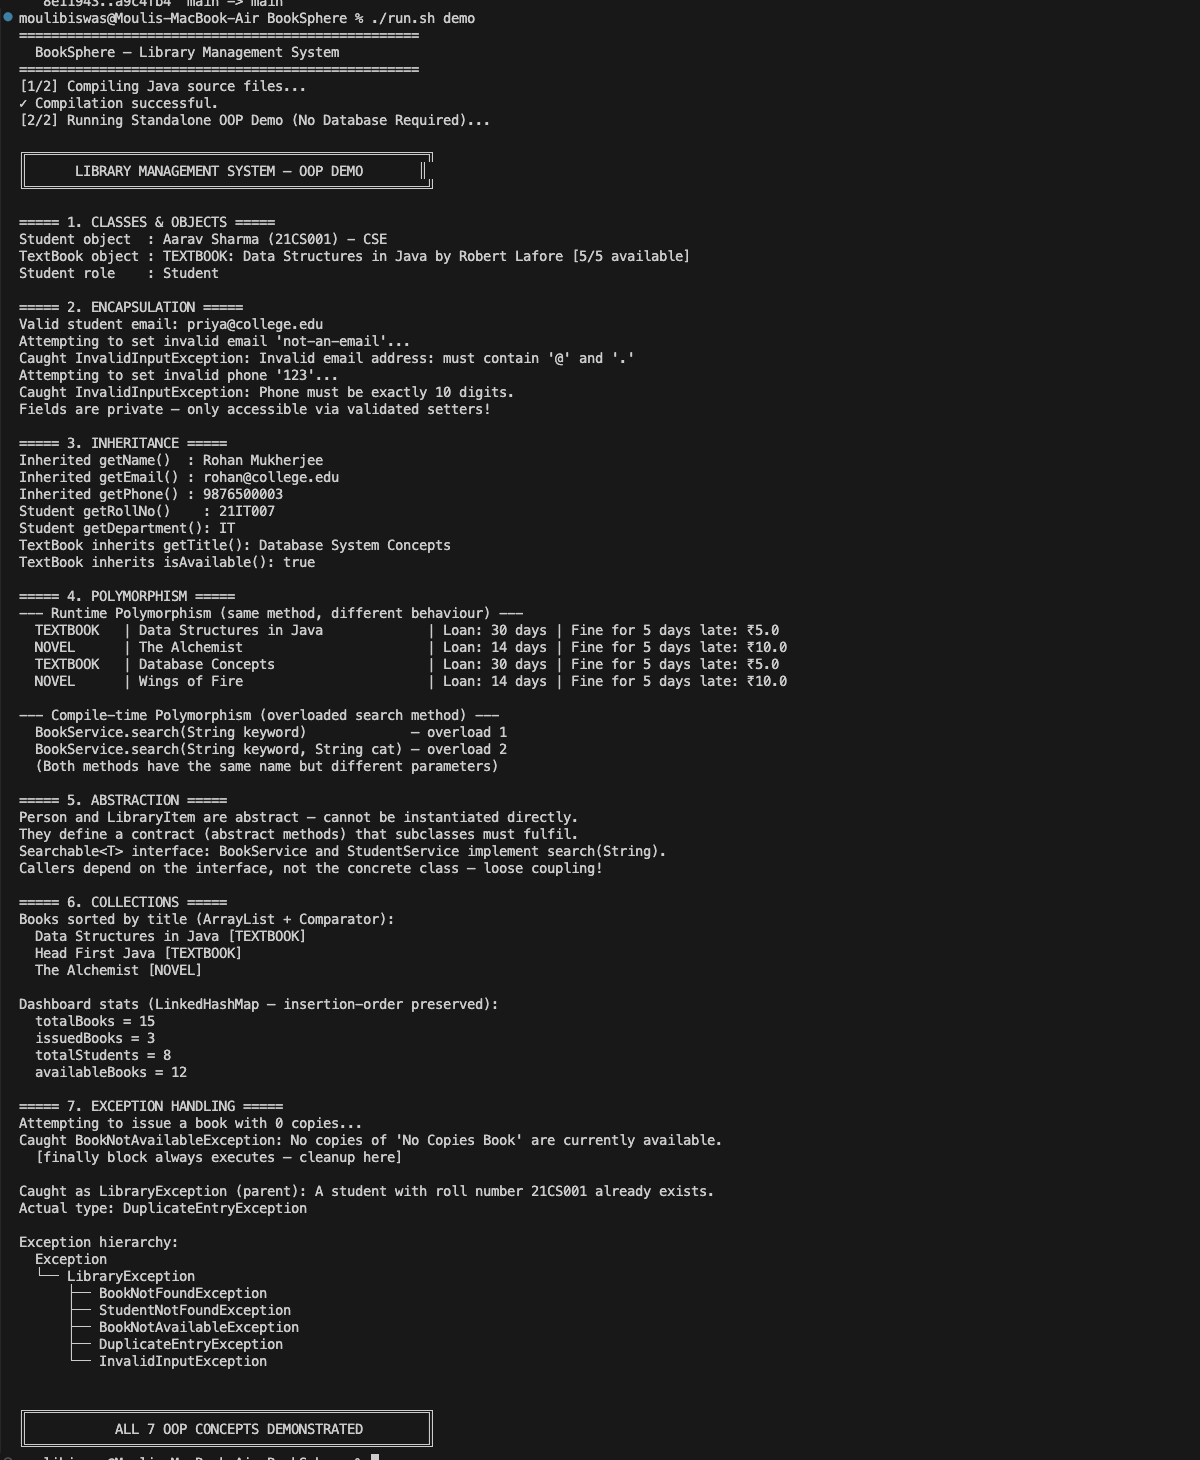 8e11943..a9c4fb4  main -> main
moulibiswas@Moulis-MacBook-Air BookSphere % ./run.sh demo
==================================================
  BookSphere — Library Management System
==================================================
[1/2] Compiling Java source files...
✓ Compilation successful.
[2/2] Running Standalone OOP Demo (No Database Required)...
LIBRARY MANAGEMENT SYSTEM — OOP DEMO
===== 1. CLASSES & OBJECTS =====
Student object  : Aarav Sharma (21CS001) - CSE
TextBook object : TEXTBOOK: Data Structures in Java by Robert Lafore [5/5 available]
Student role    : Student
===== 2. ENCAPSULATION =====
Valid student email: priya@college.edu
Attempting to set invalid email 'not-an-email'...
Caught InvalidInputException: Invalid email address: must contain '@' and '.'
Attempting to set invalid phone '123'...
Caught InvalidInputException: Phone must be exactly 10 digits.
Fields are private — only accessible via validated setters!
===== 3. INHERITANCE =====
Inherited getName()  : Rohan Mukherjee
Inherited getEmail() : rohan@college.edu
Inherited getPhone() : 9876500003
Student getRollNo()    : 21IT007
Student getDepartment(): IT
TextBook inherits getTitle(): Database System Concepts
TextBook inherits isAvailable(): true
===== 4. POLYMORPHISM =====
--- Runtime Polymorphism (same method, different behaviour) ---
  TEXTBOOK   | Data Structures in Java             | Loan: 30 days | Fine for 5 days late: ₹5.0
  NOVEL      | The Alchemist                       | Loan: 14 days | Fine for 5 days late: ₹10.0
  TEXTBOOK   | Database Concepts                   | Loan: 30 days | Fine for 5 days late: ₹5.0
  NOVEL      | Wings of Fire                       | Loan: 14 days | Fine for 5 days late: ₹10.0
--- Compile-time Polymorphism (overloaded search method) ---
  BookService.search(String keyword)             — overload 1
  BookService.search(String keyword, String cat) — overload 2
  (Both methods have the same name but different parameters)
===== 5. ABSTRACTION =====
Person and LibraryItem are abstract — cannot be instantiated directly.
They define a contract (abstract methods) that subclasses must fulfil.
Searchable<T> interface: BookService and StudentService implement search(String).
Callers depend on the interface, not the concrete class — loose coupling!
===== 6. COLLECTIONS =====
Books sorted by title (ArrayList + Comparator):
  Data Structures in Java [TEXTBOOK]
  Head First Java [TEXTBOOK]
  The Alchemist [NOVEL]
Dashboard stats (LinkedHashMap — insertion-order preserved):
  totalBooks = 15
  issuedBooks = 3
  totalStudents = 8
  availableBooks = 12
===== 7. EXCEPTION HANDLING =====
Attempting to issue a book with 0 copies...
Caught BookNotAvailableException: No copies of 'No Copies Book' are currently available.
  [finally block always executes — cleanup here]
Caught as LibraryException (parent): A student with roll number 21CS001 already exists.
Actual type: DuplicateEntryException
Exception hierarchy:
  Exception
  └── LibraryException
      ├── BookNotFoundException
      ├── StudentNotFoundException
      ├── BookNotAvailableException
      ├── DuplicateEntryException
      └── InvalidInputException
ALL 7 OOP CONCEPTS DEMONSTRATED
moulibiswas@Moulis-MacBook-Air BookSphere %